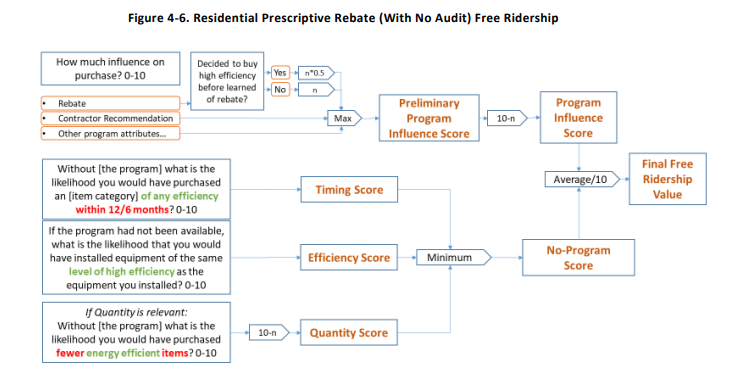 Figure 4-6. Residential Prescriptive Rebate (With No Audit) Free Ridership
How much influence on
purchase? 0-10
Decided to buy
high efficiency
before learned
of rebate?
Yes
n*0.5
No
n
• Rebate
• Contractor Recommendation
• Other program attributes...
Max
Preliminary
Program
Influence Score
10-n
Program
Influence
Score
Without [the program] what is the
likelihood you would have purchased
an [item category] of any efficiency
within 12/6 months? 0-10
Timing Score
Average/10
Final Free
Ridership
Value
If the program had not been available,
what is the likelihood that you would
have installed equipment of the same
level of high efficiency as the
equipment you installed? 0-10
Efficiency Score
Minimum
No-Program
Score
If Quantity is relevant:
Without [the program] what is the
likelihood you would have purchased
fewer energy efficient items? 0-10
10-n
Quantity Score